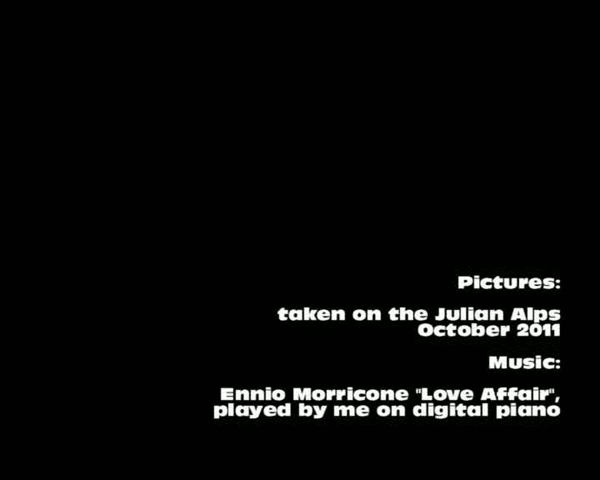 Pictures:
taken on the Julian Alps
October 2011
Music:
Ennio Morricone "Love Affair",
played by me on digital piano